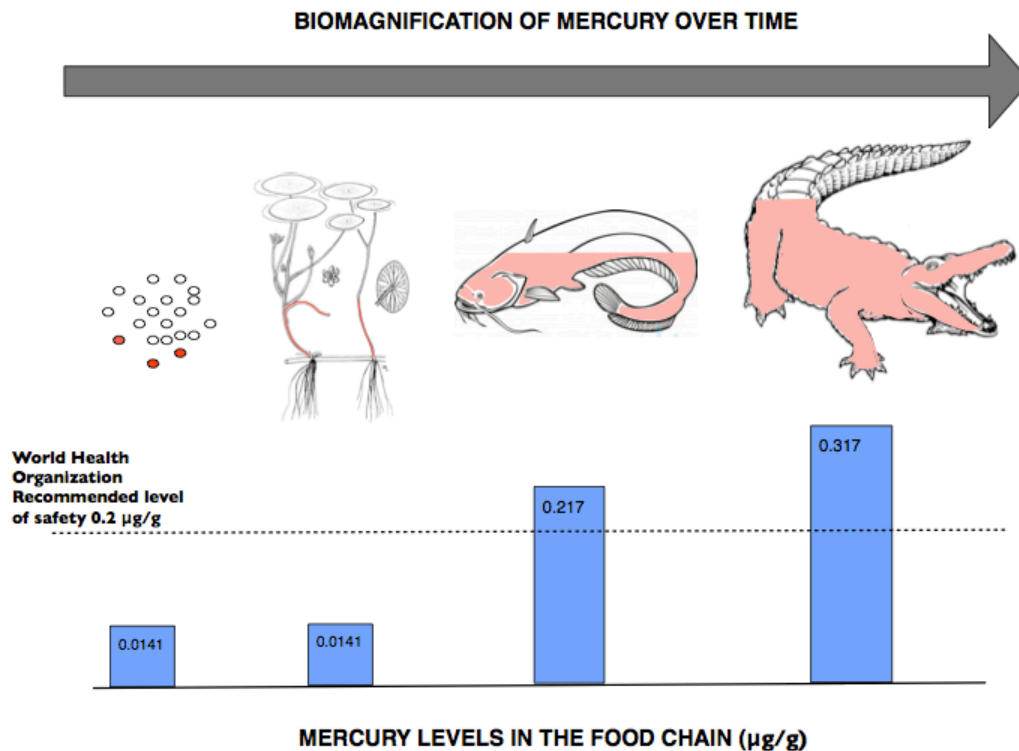 BIOMAGNIFICATION OF MERCURY OVER TIME
World Health
Organization
Recommended level
of safety 0.2 µg/g
0.0141
0.0141
0.217
0.317
MERCURY LEVELS IN THE FOOD CHAIN (µg/g)